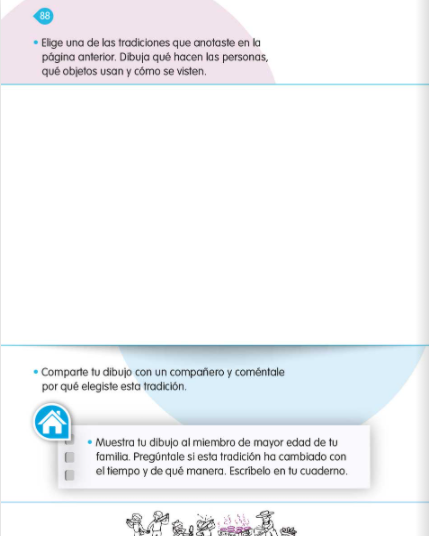 88
• Elige una de las tradiciones que anotaste en la
página anterior. Dibuja qué hacen las personas,
qué objetos usan y cómo se visten.
• Comparte tu dibujo con un compañero y coméntale
por qué elegiste esta tradición.
• Muestra tu dibujo al miembro de mayor edad de tu
familia. Pregúntale si esta tradición ha cambiado con
el tiempo y de qué manera. Escríbelo en tu cuaderno.